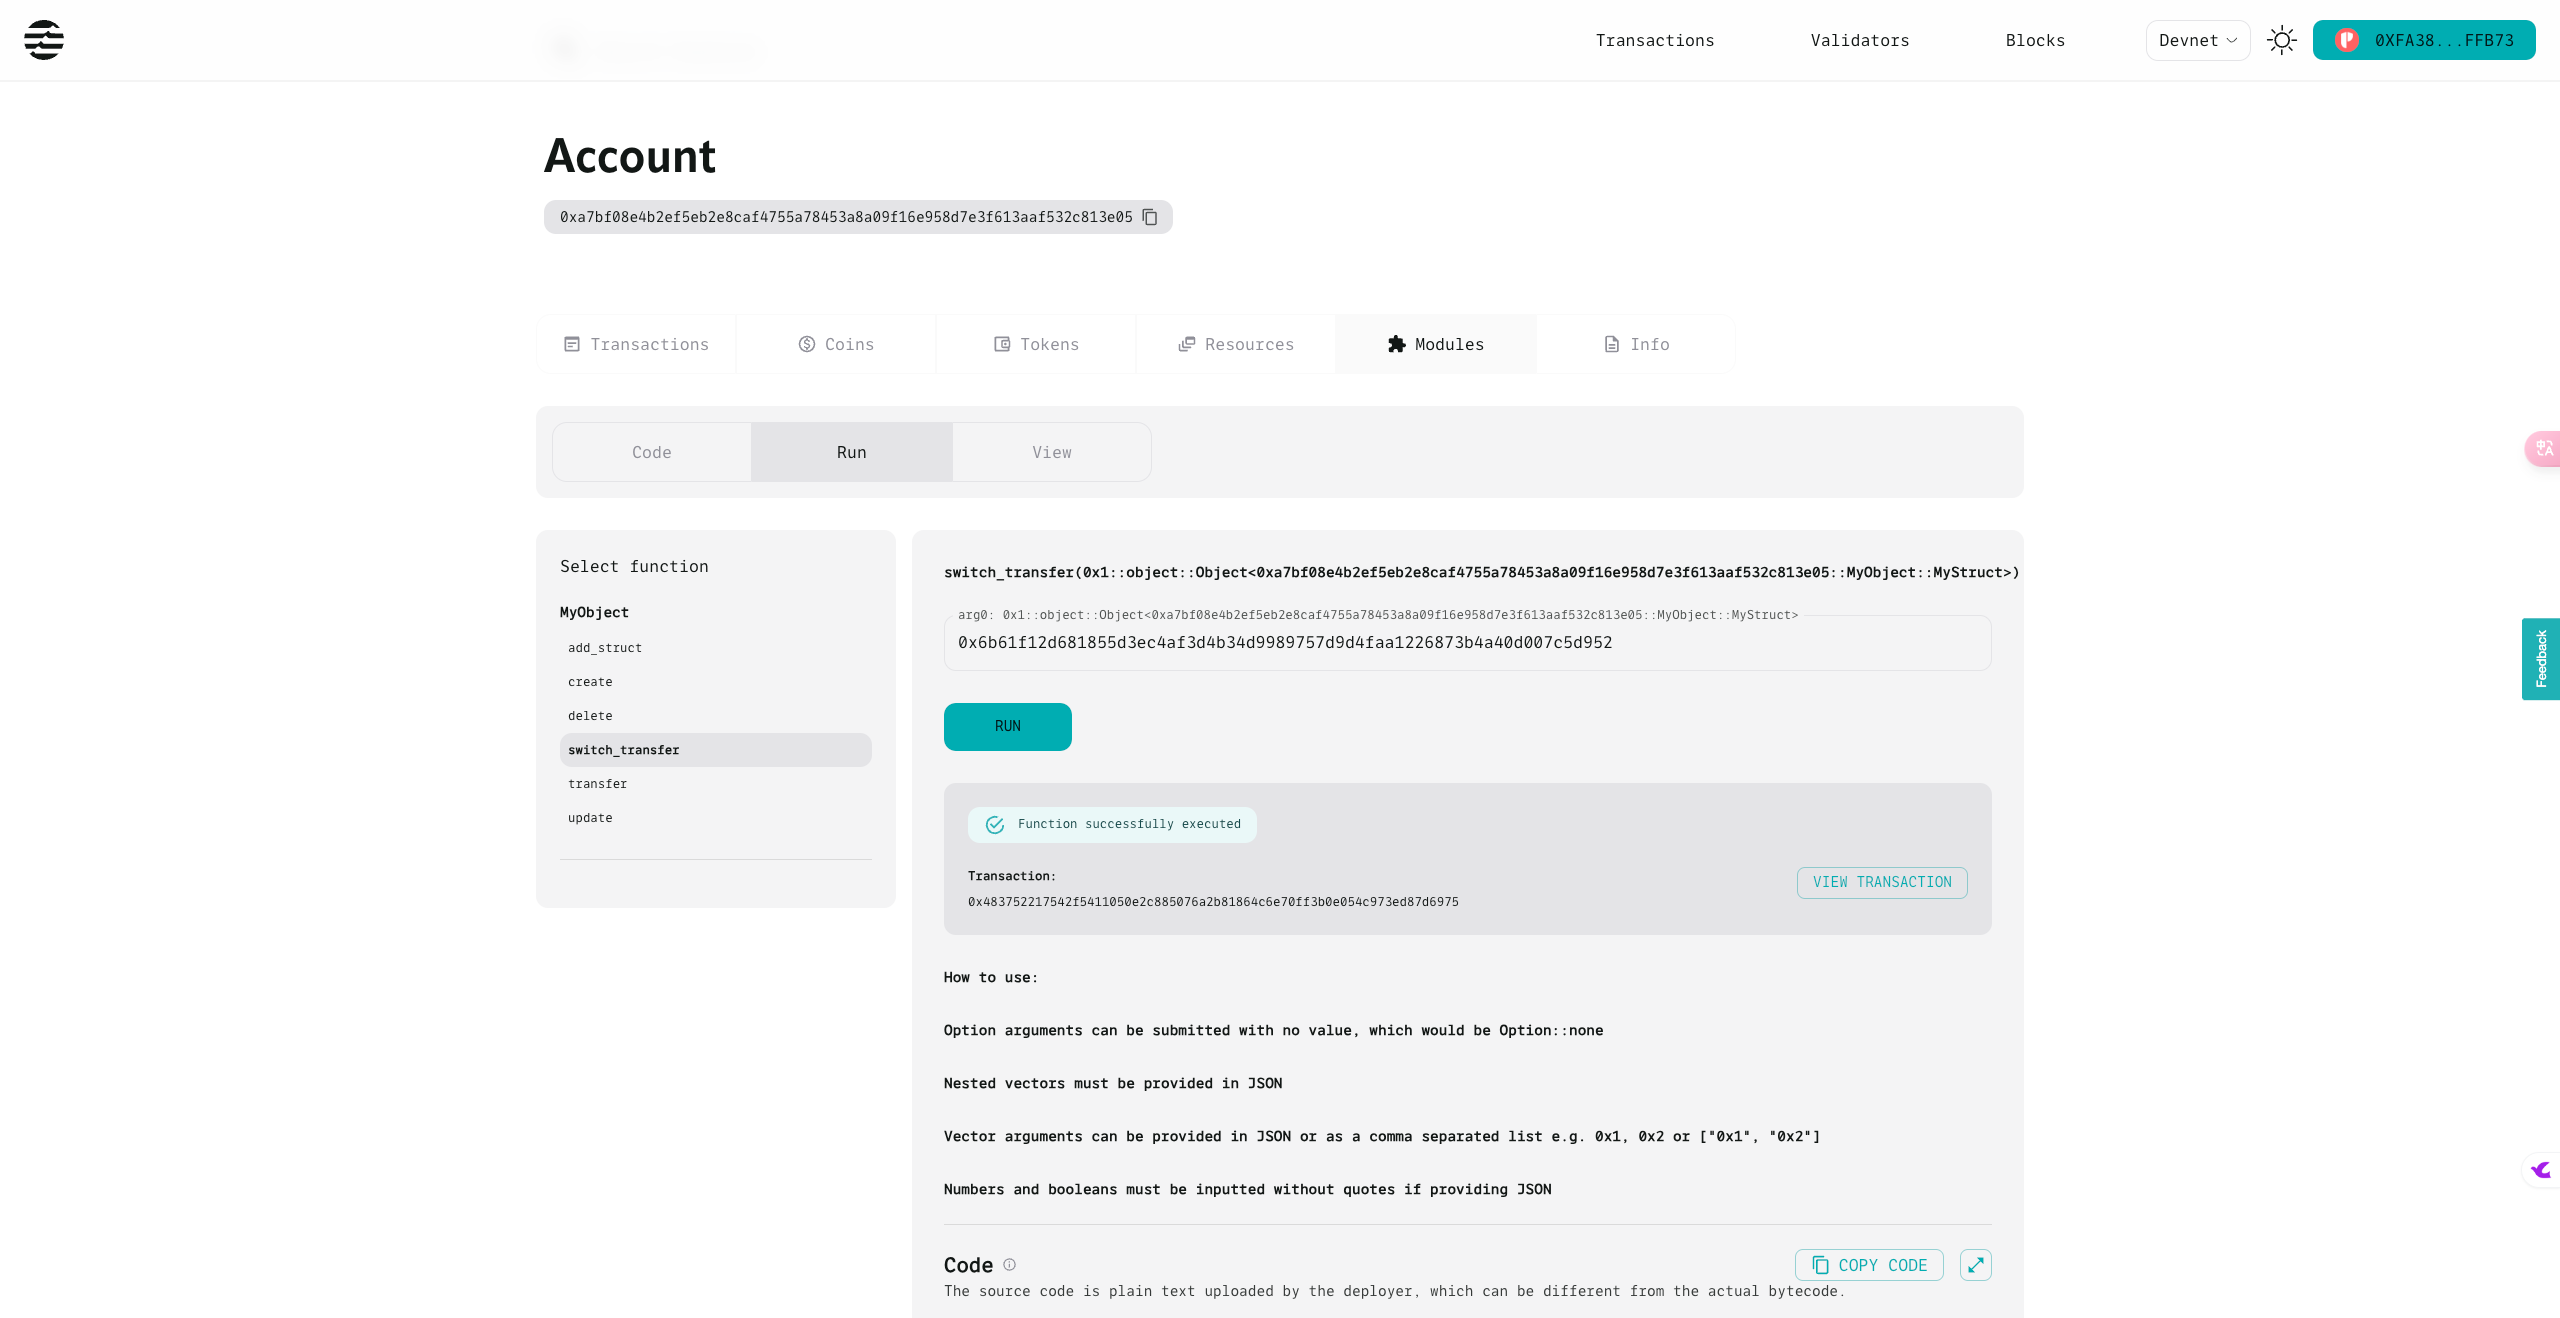 Transactions
Validators
Blocks
Devnet
0XFA38...FFB73
Account
0xa7bf08e4b2ef5eb2e8caf4755a78453a8a09f16e958d7e3f613aaf532c813e05
Transactions
Coins
Tokens
Resources
Modules
Info
Code
Run
View
Select function
MyObject
add_struct
create
delete
switch_transfer
transfer
update
switch_transfer(0x1::object::Object<0xa7bf08e4b2ef5eb2e8caf4755a78453a8a09f16e958d7e3f613aaf532c813e05::MyObject::MyStruct>)
arg0: 0x1::object::Object<0xa7bf08e4b2ef5eb2e8caf4755a78453a8a09f16e958d7e3f613aaf532c813e05::MyObject::MyStruct>
0x6b61f12d681855d3ec4af3d4b34d9989757d9d4faa1226873b4a40d007c5d952
RUN
Function successfully executed
Transaction:
0x483752217542f5411050e2c885076a2b81864c6e70ff3b0e054c973ed87d6975
VIEW TRANSACTION
How to use:
Option arguments can be submitted with no value, which would be Option::none
Nested vectors must be provided in JSON
Vector arguments can be provided in JSON or as a comma separated list e.g. 0x1, 0x2 or ["0x1", "0x2"]
Numbers and booleans must be inputted without quotes if providing JSON
Code
COPY CODE
The source code is plain text uploaded by the deployer, which can be different from the actual bytecode.
Feedback